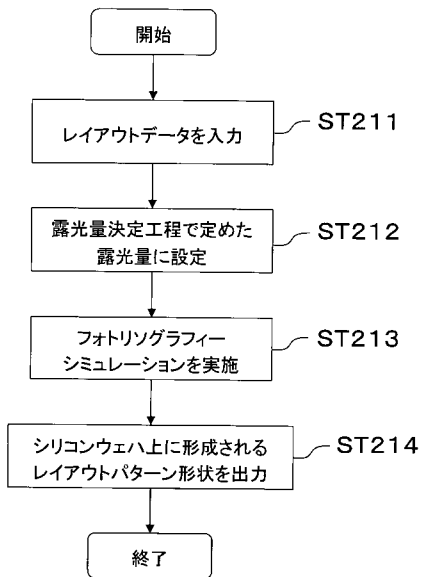 開始
レイアウトデータを入力
ST211
露光量決定工程で定めた
露光量に設定
ST212
フォトリソグラフィー
シミュレーションを実施
ST213
シリコンウェハ上に形成される
レイアウトパターン形状を出力
ST214
終了